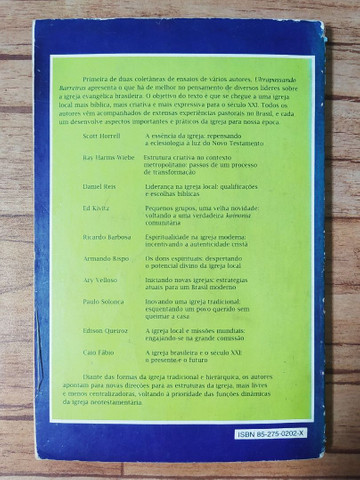 Primeira de duas coletâneas de ensaios de vários autores, Ultrapassando
Barreiras apresenta o que há de melhor no pensamento de diversos líderes sobre
a igreja evangélica brasileira. O objetivo do texto é que se chegue a uma igreja
local mais bíblica, mais criativa e mais expressiva para o século XXI. Todos os
autores vêm acompanhados de extensas experiências pastorais no Brasil, e cada
um desenvolve aspectos importantes e práticos da igreja para nossa época.
Scott Horrell A essência da igreja: repensando
a eclesiologia à luz do Novo Testamento
Ray Harms-Wiebe Estrutura criativa no contexto
metropolitano: passos de um processo
de transformação
Daniel Reis Liderança na igreja local: qualificações
e escolhas bíblicas
Ed Kivitz Pequenos grupos, uma velha novidade:
voltando a uma verdadeira koinonia
comunitária
Ricardo Barbosa Espiritualidade na igreja moderna:
incentivando a autenticidade cristã
Armando Bispo Os dons espirituais: despertando
o potencial divino da igreja local
Ary Velloso Iniciando novas igrejas: estratégias
atuais para um Brasil moderno
Paulo Solonca Inovando uma igreja tradicional:
esquentando um povo querido sem
queimar a casa
Edison Queiroz A igreja local e missões mundiais:
engajando-se na grande comissão
Caio Fábio A igreja brasileira e o século XXI:
o presente e o futuro
Diante das formas da igreja tradicional e hierárquica, os autores
apontam para novas direções para as estruturas da igreja, mais livres
e menos centralizadoras, voltando à prioridade das funções dinâmicas
da igreja neotestamentária.
ISBN 85-275-0202-X